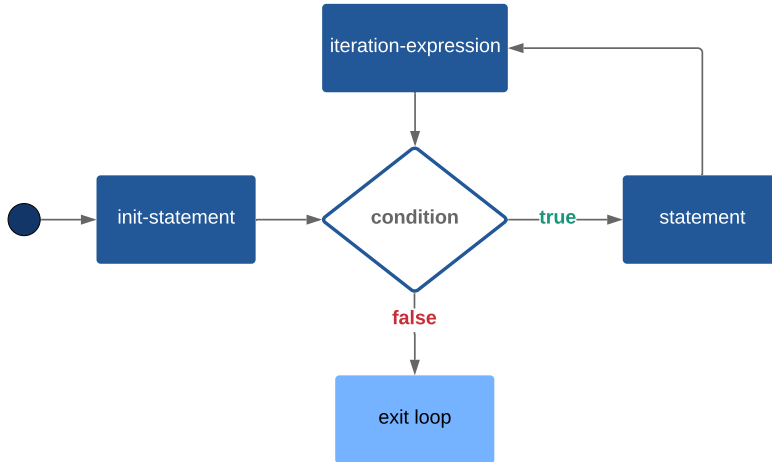 iteration-expression
init-statement
condition
true
statement
false
exit loop